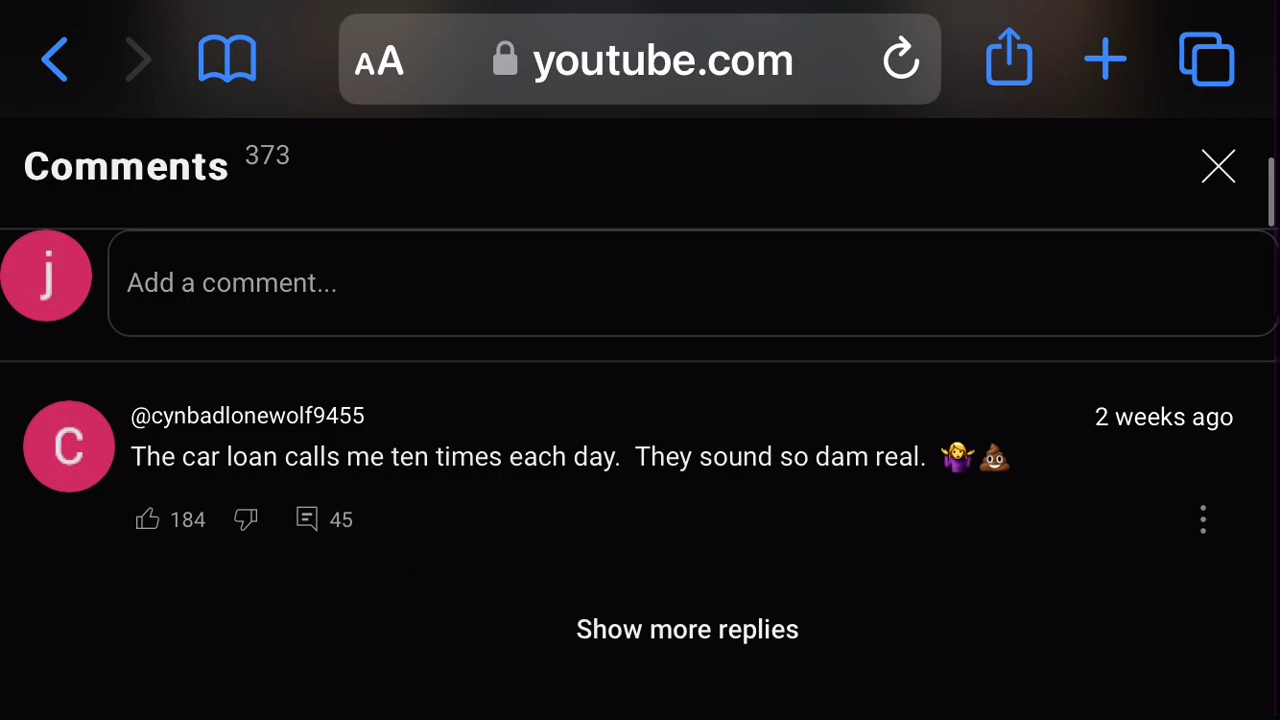 AA youtube.com
Comments 373
j
Add a comment...
C
@cynbadlonewolf9455 2 weeks ago
The car loan calls me ten times each day.  They sound so dam real. 🤷‍♀️💩
184 45
Show more replies